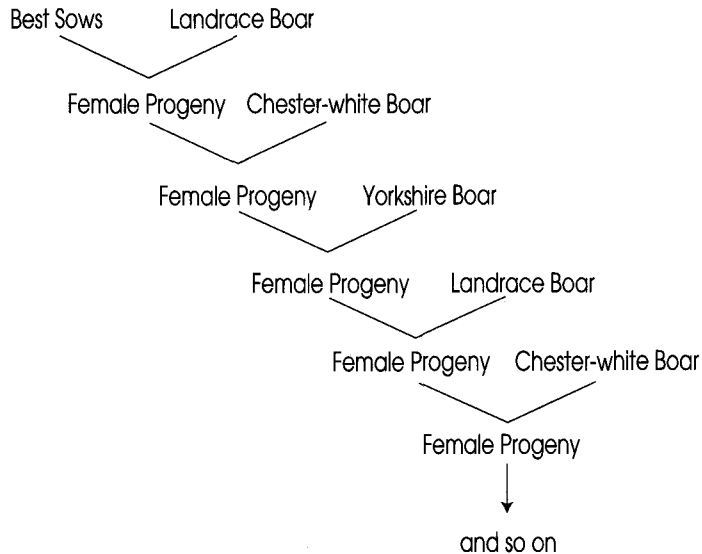 Best Sows Landrace Boar
Female Progeny Chester-white Boar
Female Progeny Yorkshire Boar
Female Progeny Landrace Boar
Female Progeny Chester-white Boar
Female Progeny
and so on